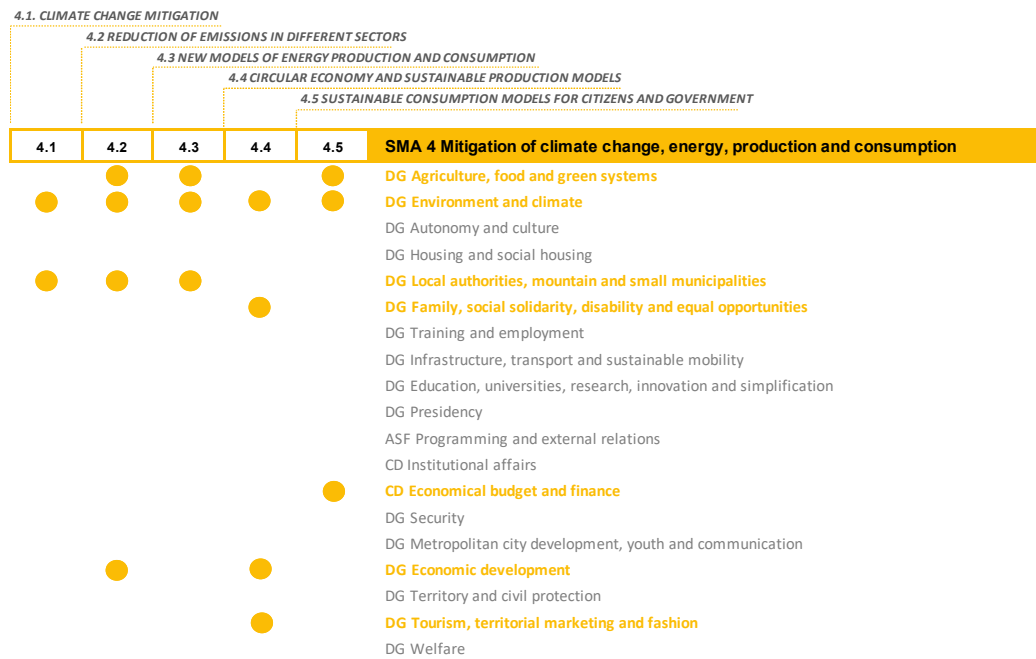 4.1. CLIMATE CHANGE MITIGATION
4.2 REDUCTION OF EMISSIONS IN DIFFERENT SECTORS
4.3 NEW MODELS OF ENERGY PRODUCTION AND CONSUMPTION
4.4 CIRCULAR ECONOMY AND SUSTAINABLE PRODUCTION MODELS
4.5 SUSTAINABLE CONSUMPTION MODELS FOR CITIZENS AND GOVERNMENT
4.1 4.2 4.3 4.4 4.5 SMA 4 Mitigation of climate change, energy, production and consumption
DG Agriculture, food and green systems
DG Environment and climate
DG Autonomy and culture
DG Housing and social housing
DG Local authorities, mountain and small municipalities
DG Family, social solidarity, disability and equal opportunities
DG Training and employment
DG Infrastructure, transport and sustainable mobility
DG Education, universities, research, innovation and simplification
DG Presidency
ASF Programming and external relations
CD Institutional affairs
CD Economical budget and finance
DG Security
DG Metropolitan city development, youth and communication
DG Economic development
DG Territory and civil protection
DG Tourism, territorial marketing and fashion
DG Welfare